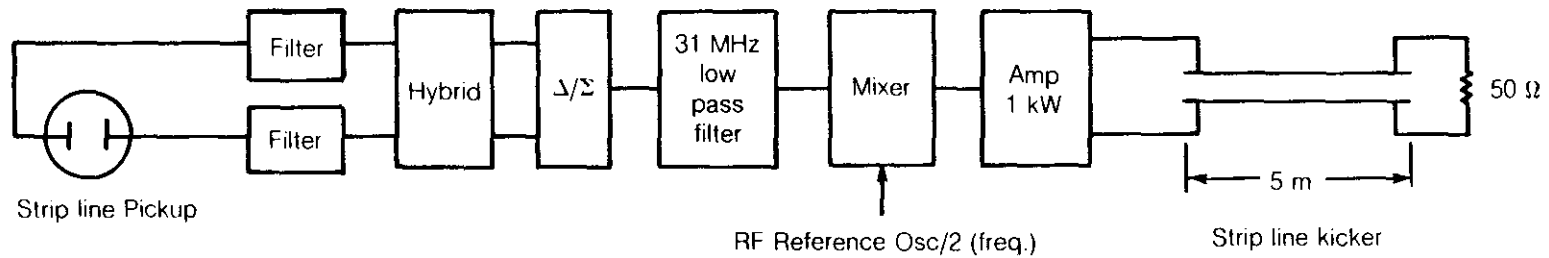 Filter
Filter
Hybrid
Δ/Σ
31 MHz
low
pass
filter
Mixer
Amp
1 kW
50 Ω
5 m
Strip line Pickup
RF Reference Osc/2 (freq.)
Strip line kicker